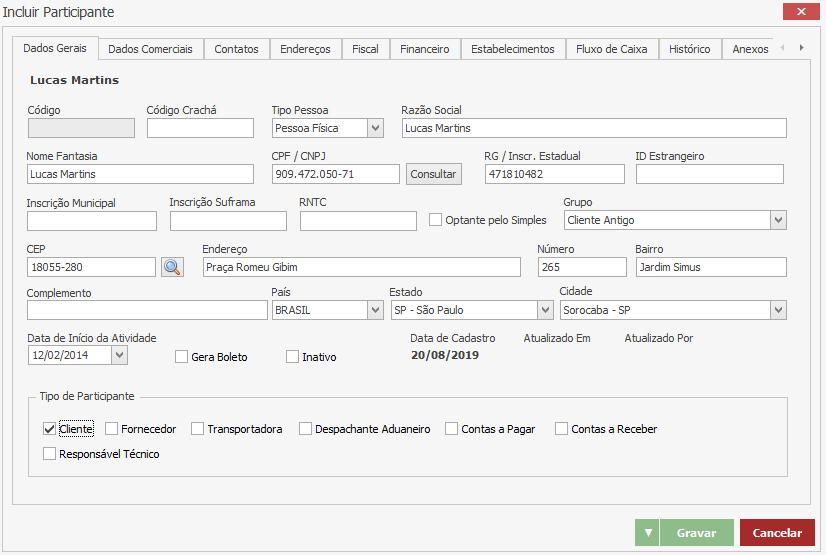 Incluir Participante
Dados Gerais Dados Comerciais Contatos Endereços Fiscal Financeiro Estabelecimentos Fluxo de Caixa Histórico Anexos
Lucas Martins
Código Código Crachá Tipo Pessoa Razão Social
Pessoa Física Lucas Martins
Nome Fantasia CPF / CNPJ RG / Inscr. Estadual ID Estrangeiro
Lucas Martins 909.472.050-71 Consultar 471810482
Inscrição Municipal Inscrição Suframa RNTC Grupo
Optante pelo Simples Cliente Antigo
CEP Endereço Número Bairro
18055-280 Praça Romeu Gibim 265 Jardim Simus
Complemento País Estado Cidade
BRASIL SP - São Paulo Sorocaba - SP
Data de Início da Atividade Data de Cadastro Atualizado Em Atualizado Por
12/02/2014 Gera Boleto Inativo 20/08/2019
Tipo de Participante
Cliente Fornecedor Transportadora Despachante Aduaneiro Contas a Pagar Contas a Receber
Responsável Técnico
Gravar Cancelar